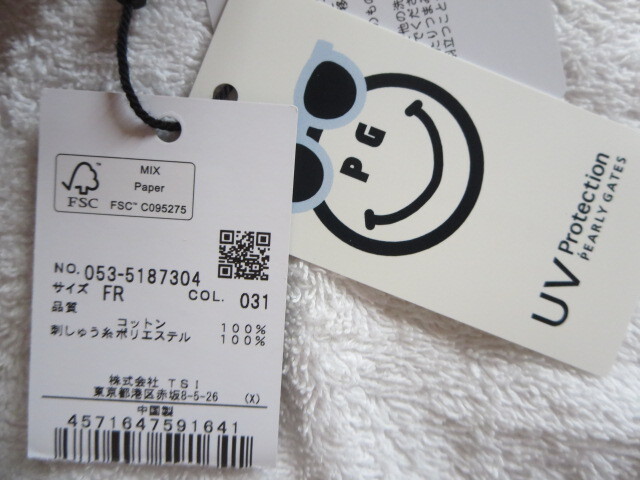 MIX
Paper
FSC™ C095275
FSC
NO. 053-5187304
サイズ FR COL. 031
品質
コットン 100%
刺しゅう糸ポリエステル 100%
株式会社 TSI
東京都港区赤坂8-5-26 (X)
中国製
4571647591641
PG
UV Protection
PEARLY GATES